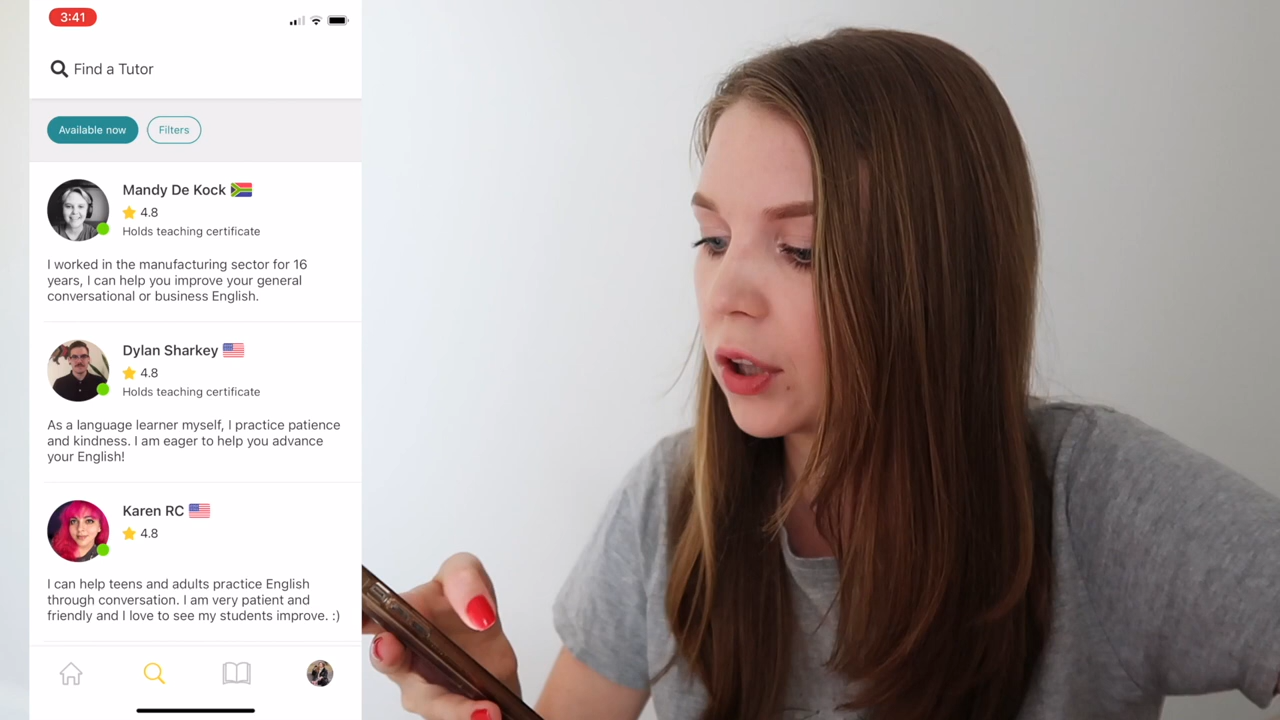 3:41
Find a Tutor
Available now
Filters
Mandy De Kock
4.8
Holds teaching certificate
I worked in the manufacturing sector for 16
years, I can help you improve your general
conversational or business English.
Dylan Sharkey
4.8
Holds teaching certificate
As a language learner myself, I practice patience
and kindness. I am eager to help you advance
your English!
Karen RC
4.8
I can help teens and adults practice English
through conversation. I am very patient and
friendly and I love to see my students improve. :)